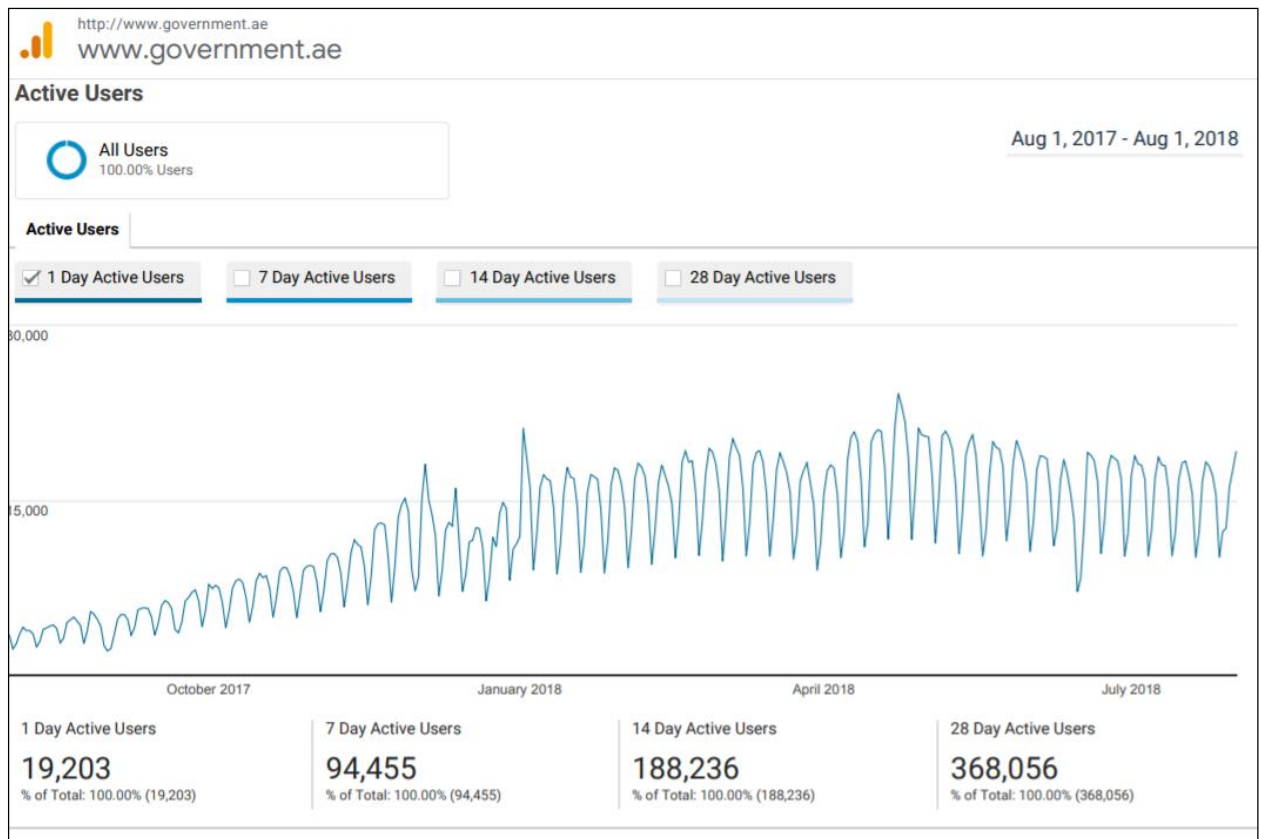 http://www.government.ae
www.government.ae
Active Users
All Users
100.00% Users
Aug 1, 2017 - Aug 1, 2018
Active Users
1 Day Active Users
7 Day Active Users
14 Day Active Users
28 Day Active Users
30,000
15,000
October 2017
January 2018
April 2018
July 2018
1 Day Active Users
7 Day Active Users
14 Day Active Users
28 Day Active Users
19,203
94,455
188,236
368,056
% of Total: 100.00% (19,203)
% of Total: 100.00% (94,455)
% of Total: 100.00% (188,236)
% of Total: 100.00% (368,056)